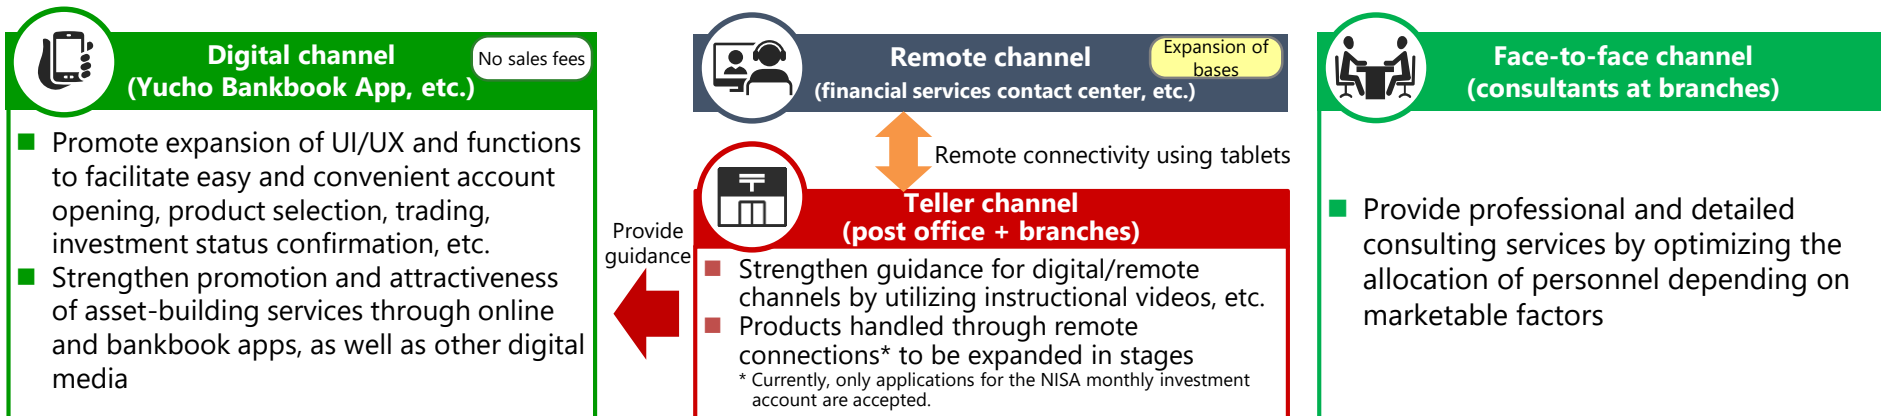 Digital channel
(Yucho Bankbook App, etc.)
No sales fees
■ Promote expansion of UI/UX and functions
to facilitate easy and convenient account
opening, product selection, trading,
investment status confirmation, etc.
■ Strengthen promotion and attractiveness
of asset-building services through online
and bankbook apps, as well as other digital
media
Provide
guidance
Remote channel
(financial services contact center, etc.)
Expansion of
bases
Remote connectivity using tablets
Teller channel
(post office + branches)
■ Strengthen guidance for digital/remote
channels by utilizing instructional videos, etc.
■ Products handled through remote
connections* to be expanded in stages
* Currently, only applications for the NISA monthly investment
account are accepted.
Face-to-face channel
(consultants at branches)
■ Provide professional and detailed
consulting services by optimizing the
allocation of personnel depending on
marketable factors